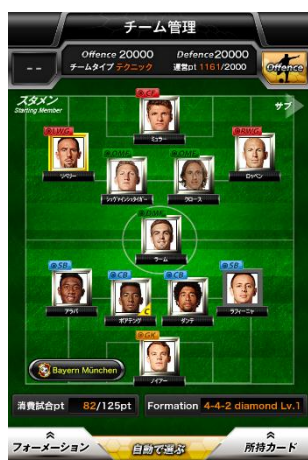 チーム管理
--
Offence 20000 Defence20000
チームタイプ テクニック 運営pt 1161/2000
Offence
スタメン
Starting Member
サブ
CF
ミュラー
LWG
RWG
リベリー
ロッベン
OMF
OMF
シュヴァインシュタイガー
クロース
DMF
ラーム
SB
CB
CB
SB
C
アラバ
ボアテング
ダンテ
ラフィーニャ
GK
ノイアー
Bayern München
消費試合pt 82/125pt
Formation 4-4-2 diamond Lv.1
フォーメーション
自動で選ぶ
所持カード